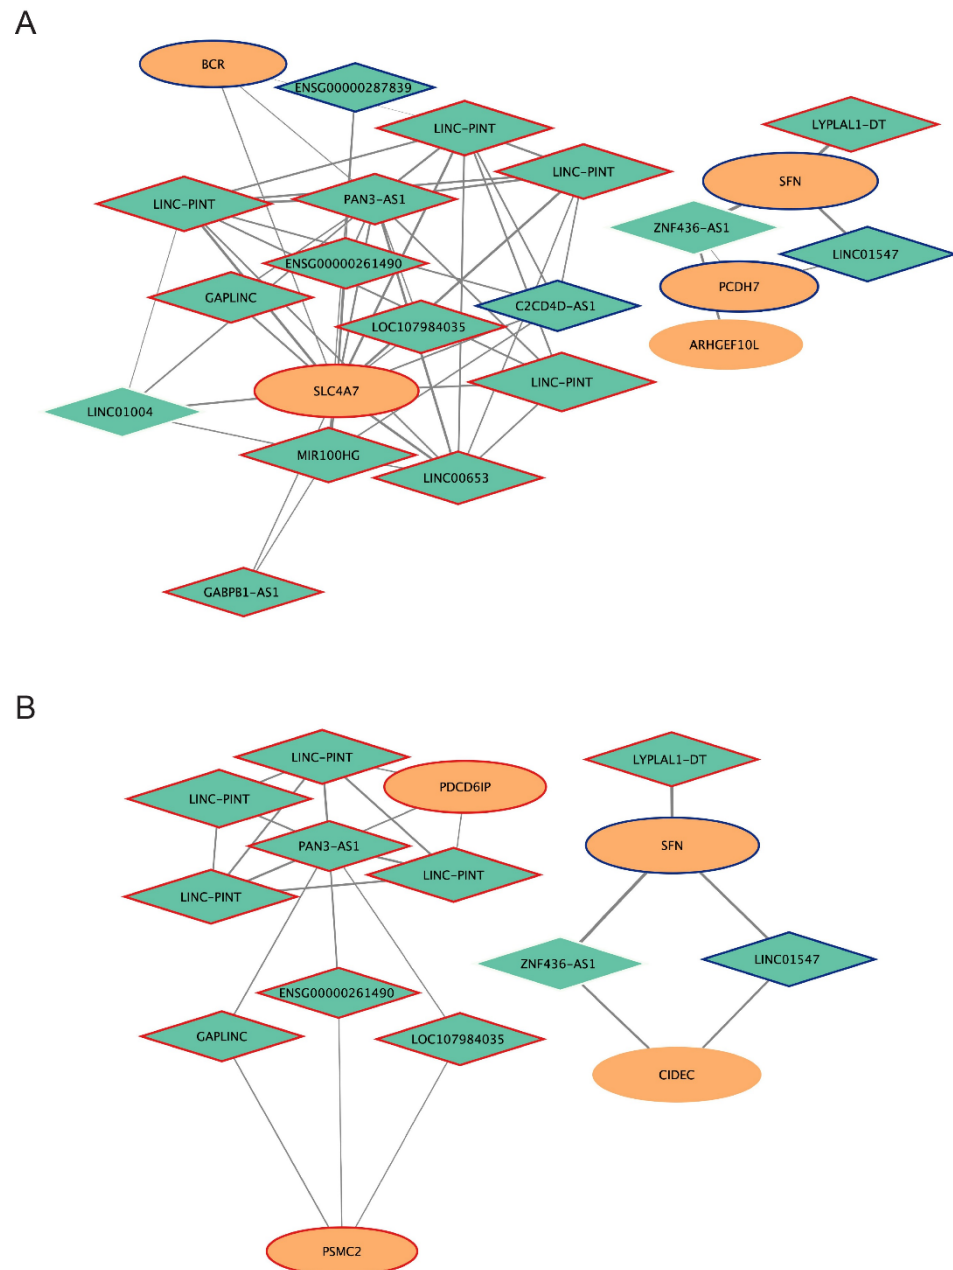 A
BCR
ENSG00000287839
LINC-PINT
LYPLAL1-DT
LINC-PINT
SFN
LINC-PINT
PAN3-AS1
ZNF436-AS1
LINC01547
ENSG00000261490
PCDH7
GAPLINC
C2CD4D-AS1
LOC107984035
ARHGEF10L
LINC-PINT
SLC4A7
LINC01004
MIR100HG
LINC00653
GABPB1-AS1
B
LINC-PINT
LYPLAL1-DT
PDCD6IP
LINC-PINT
PAN3-AS1
SFN
LINC-PINT
LINC-PINT
ZNF436-AS1
LINC01547
ENSG00000261490
GAPLINC
LOC107984035
CIDEC
PSMC2